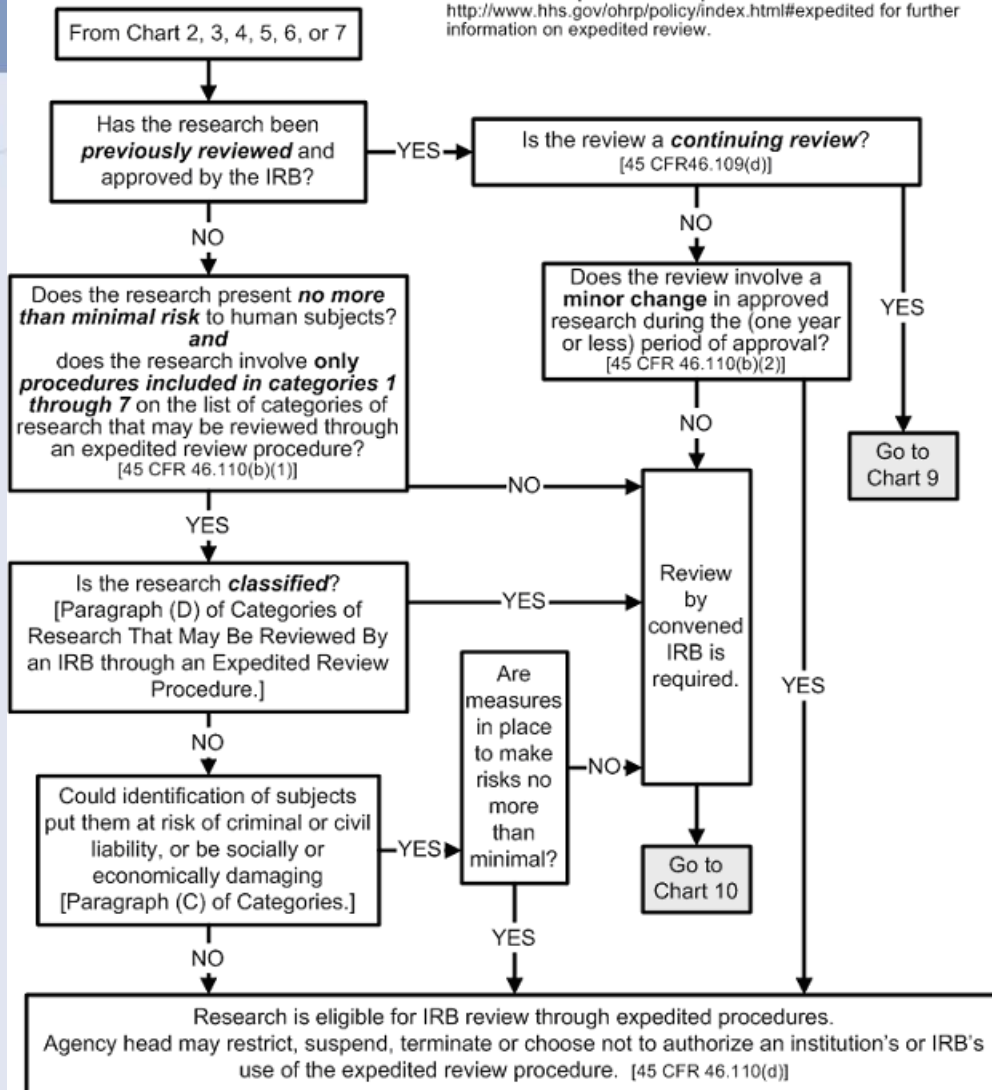 http://www.hhs.gov/ohrp/policy/index.html#expedited for further
information on expedited review.
From Chart 2, 3, 4, 5, 6, or 7
Has the research been
previously reviewed and
approved by the IRB?
YES
Is the review a continuing review?
[45 CFR46.109(d)]
NO
NO
YES
Does the research present no more
than minimal risk to human subjects?
and
does the research involve only
procedures included in categories 1
through 7 on the list of categories of
research that may be reviewed through
an expedited review procedure?
[45 CFR 46.110(b)(1)]
Does the review involve a
minor change in approved
research during the (one year
or less) period of approval?
[45 CFR 46.110(b)(2)]
NO
Go to
Chart 9
NO
YES
Is the research classified?
[Paragraph (D) of Categories of
Research That May Be Reviewed By
an IRB through an Expedited Review
Procedure.]
YES
Review
by
convened
IRB is
required.
YES
Are
measures
in place
to make
risks no
more
than
minimal?
NO
NO
Could identification of subjects
put them at risk of criminal or civil
liability, or be socially or
economically damaging
[Paragraph (C) of Categories.]
YES
Go to
Chart 10
NO
YES
Research is eligible for IRB review through expedited procedures.
Agency head may restrict, suspend, terminate or choose not to authorize an institution's or IRB's
use of the expedited review procedure. [45 CFR 46.110(d)]